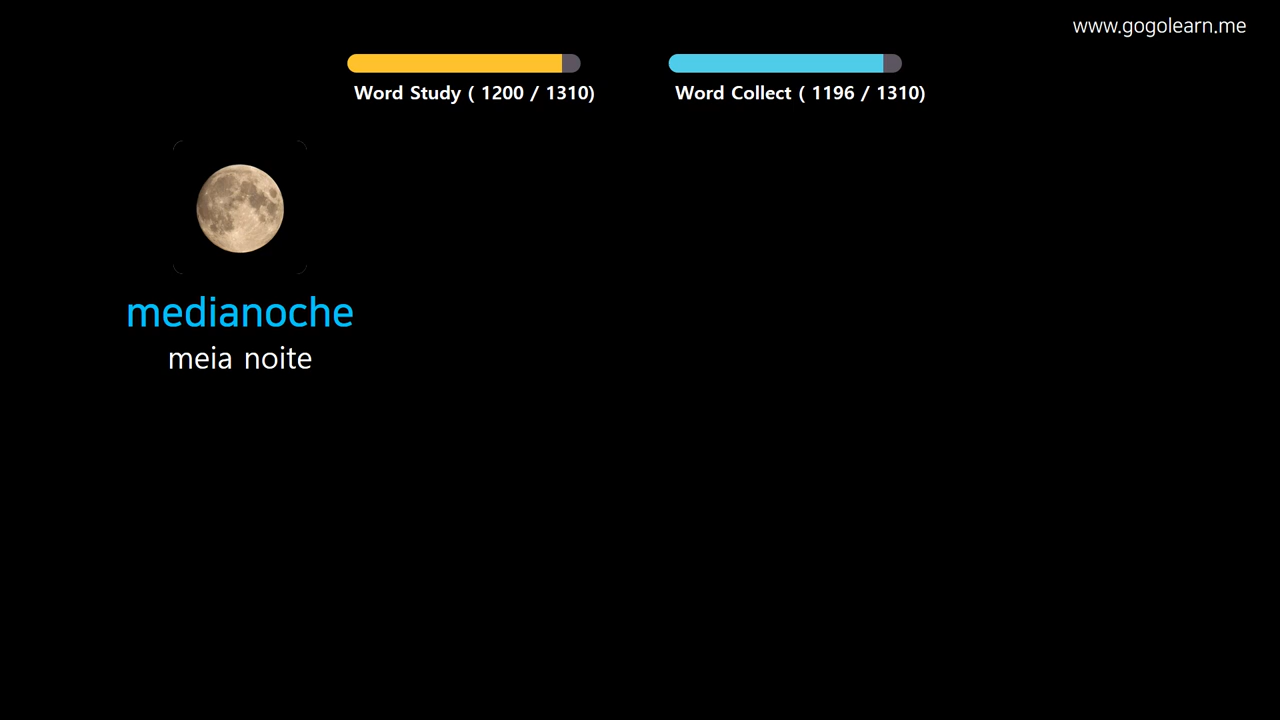 www.gogolearn.me
Word Study ( 1200 / 1310)
Word Collect ( 1196 / 1310)
medianoche
meia noite